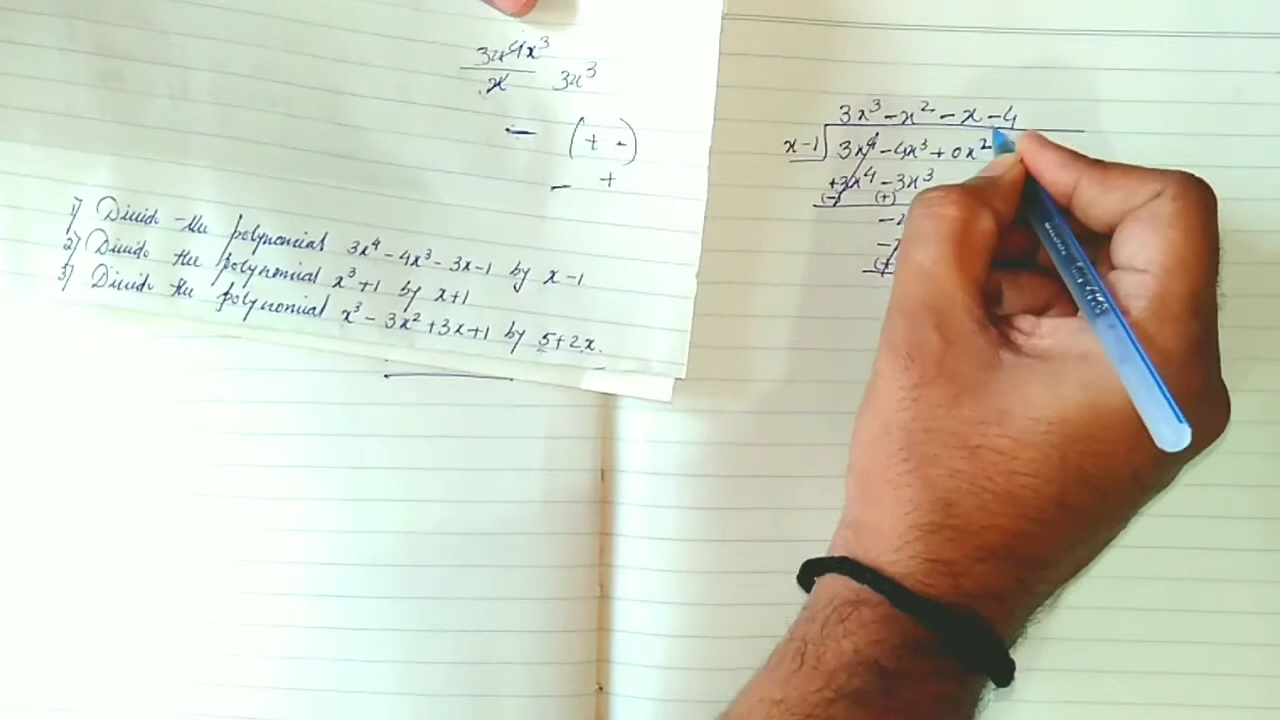 3x4x³
x 3x³
— (+ -)
— +
1) Divide the polynomial 3x⁴ - 4x³ - 3x - 1 by x - 1
2) Divide the polynomial x³ + 1 by x + 1
3) Divide the polynomial x³ - 3x² + 3x + 1 by 5 + 2x.
3x³ - x² - x - 4
x - 1 3x⁴ - 4x³ + 0x²
+3x⁴ - 3x³
(-) (+)